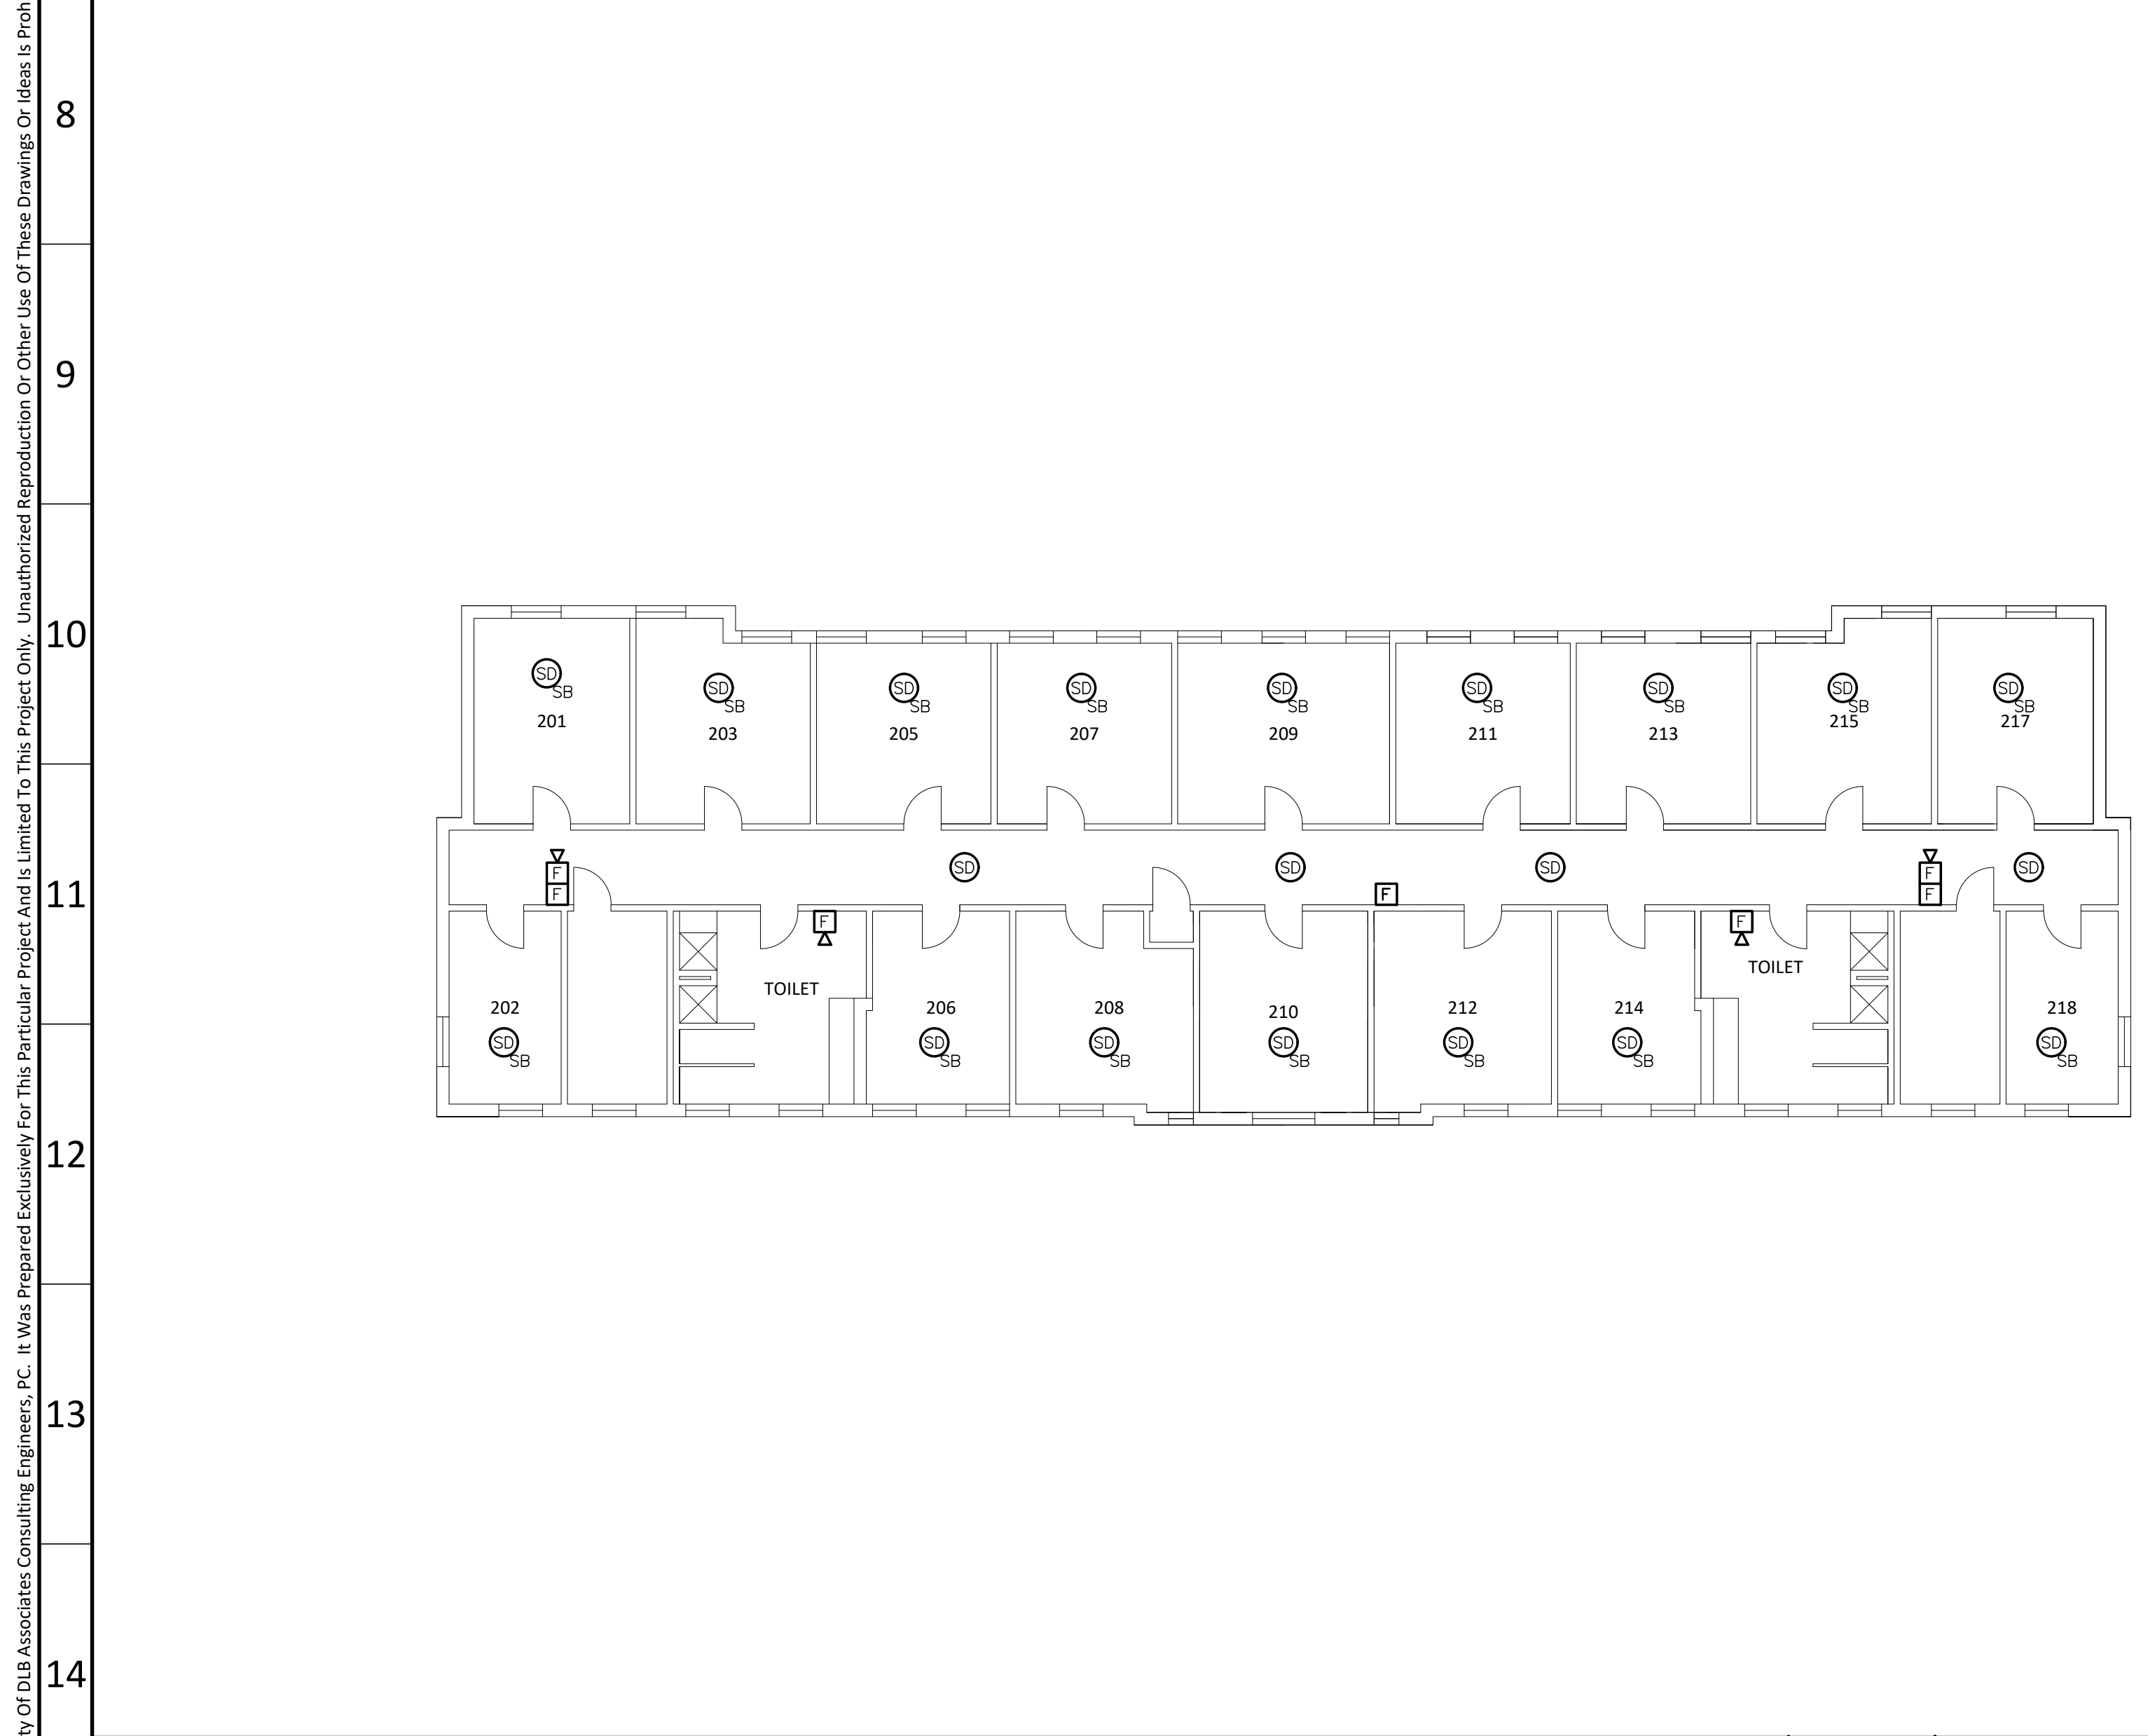 ty Of DLB Associates Consulting Engineers, PC. It Was Prepared Exclusively For This Particular Project And Is Limited To This Project Only. Unauthorized Reproduction Or Other Use Of These Drawings Or Ideas Is Proh
8
9
10
11
12
13
14
SD SB 201
SD SB 203
SD SB 205
SD SB 207
SD SB 209
SD SB 211
SD SB 213
SD SB 215
SD SB 217
F
F
SD
SD
F
SD
F
F
SD
202 SD SB
F
TOILET
206 SD SB
208 SD SB
210 SD SB
212 SD SB
214 SD SB
F
TOILET
218 SD SB